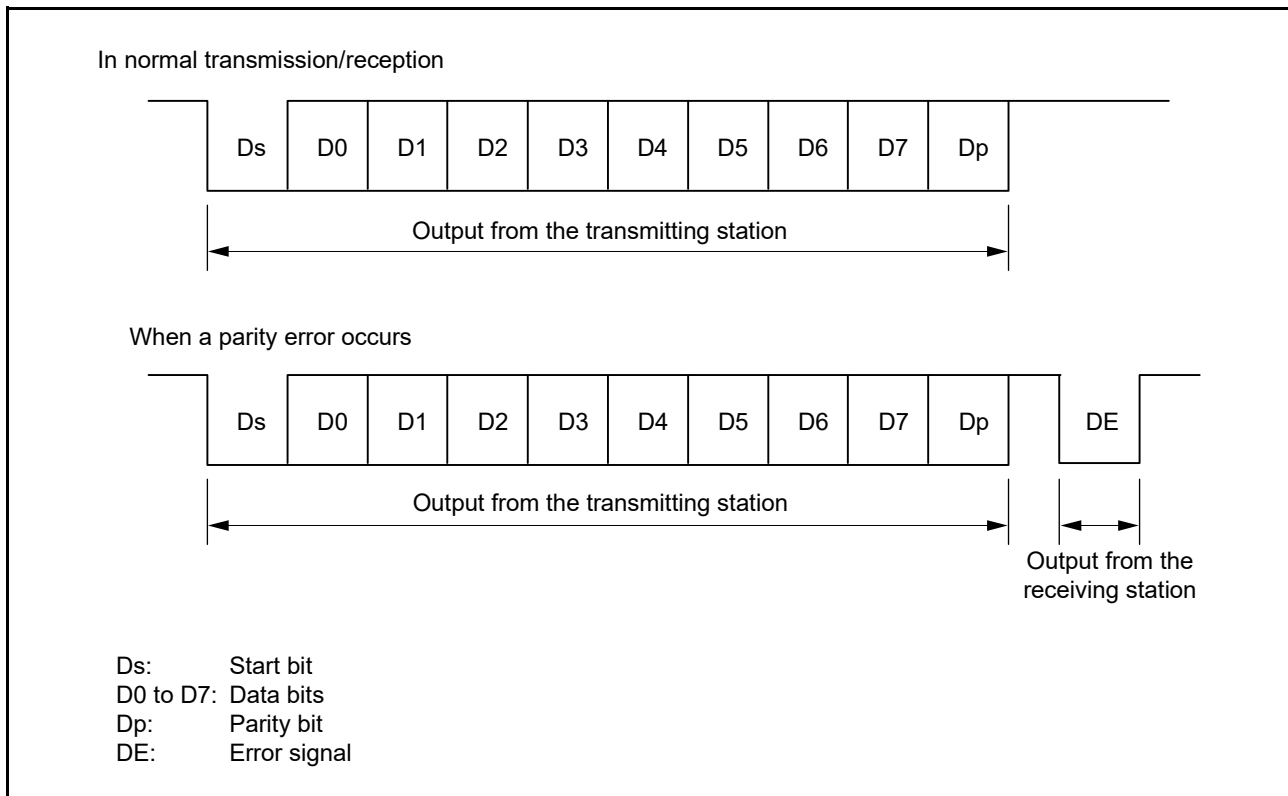 In normal transmission/reception
Ds D0 D1 D2 D3 D4 D5 D6 D7 Dp
Output from the transmitting station
When a parity error occurs
Ds D0 D1 D2 D3 D4 D5 D6 D7 Dp DE
Output from the transmitting station
Output from the
receiving station
Ds: Start bit
D0 to D7: Data bits
Dp: Parity bit
DE: Error signal